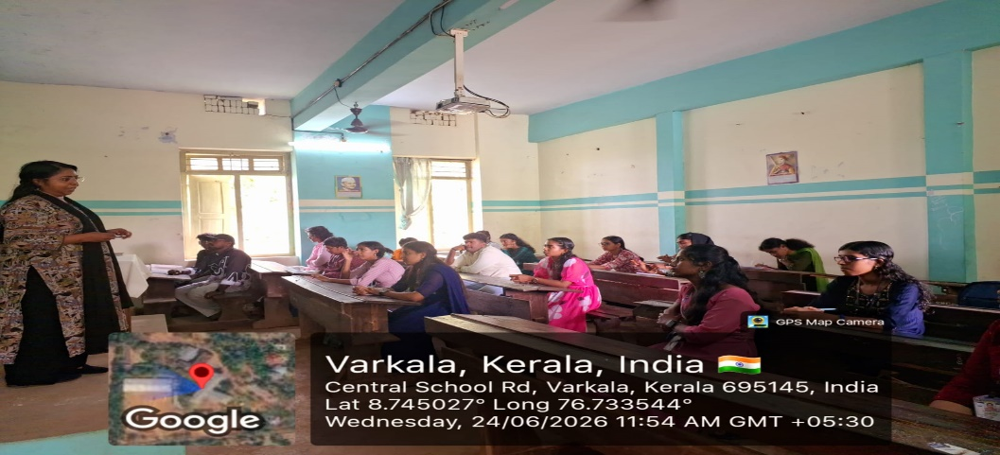 GPS Map Camera
Varkala, Kerala, India
Central School Rd, Varkala, Kerala 695145, India
Lat 8.745027° Long 76.733544°
Wednesday, 24/06/2026 11:54 AM GMT +05:30
Google